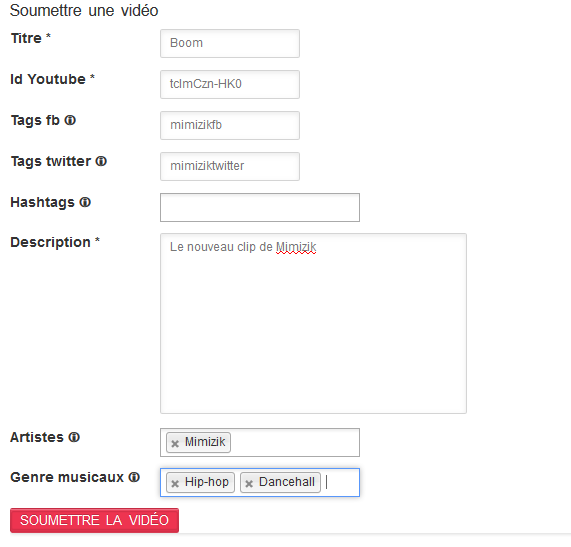 Soumettre une vidéo
Titre * Boom
Id Youtube * tclmCzn-HK0
Tags fb mimizikfb
Tags twitter mimiziktwitter
Hashtags
Description * Le nouveau clip de Mimizik
Artistes × Mimizik
Genre musicaux × Hip-hop × Dancehall
SOUMETTRE LA VIDÉO